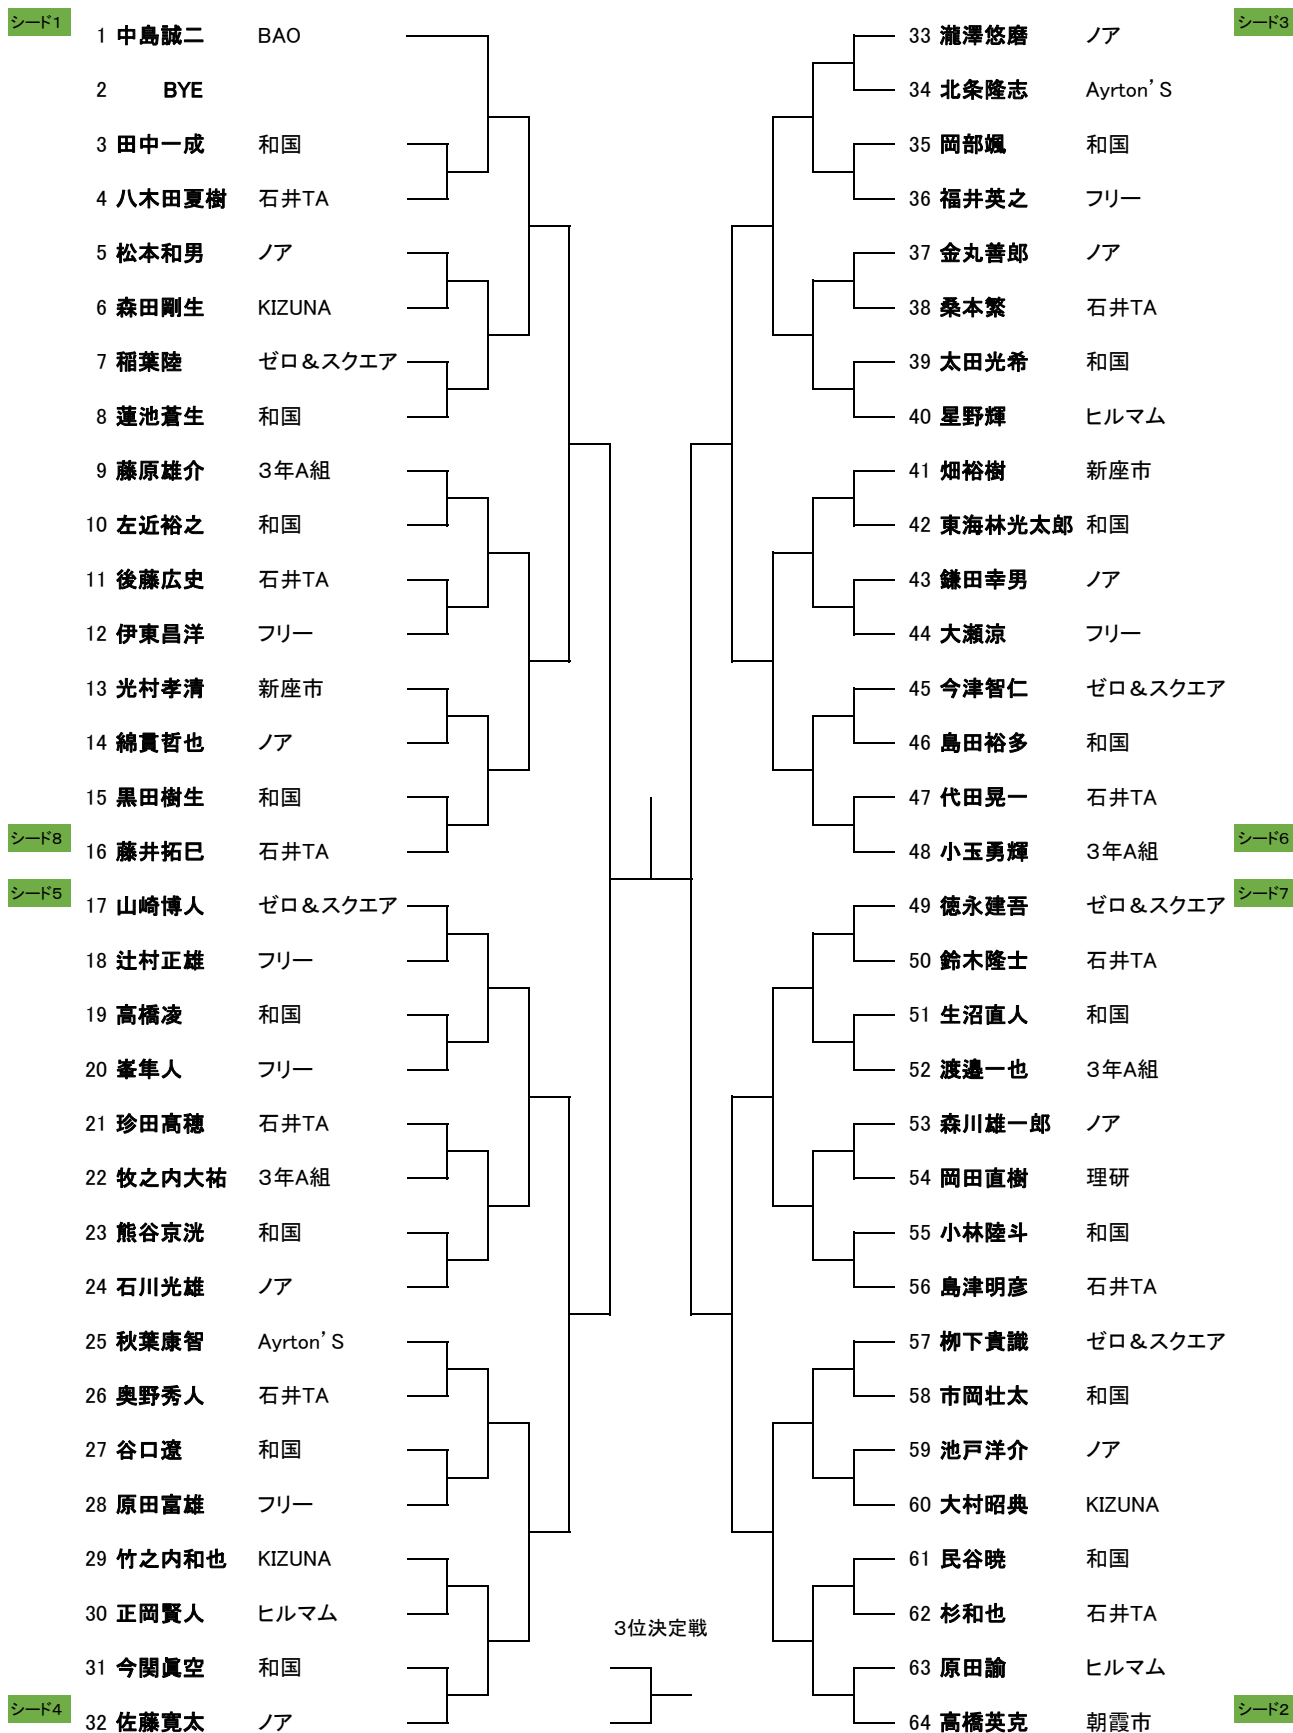 シード1
1 中島誠二 BAO
2 BYE
3 田中一成 和国
4 八木田夏樹 石井TA
5 松本和男 ノア
6 森田剛生 KIZUNA
7 稲葉陸 ゼロ＆スクエア
8 蓮池蒼生 和国
9 藤原雄介 3年A組
10 左近裕之 和国
11 後藤広史 石井TA
12 伊東昌洋 フリー
13 光村孝清 新座市
14 綿貫哲也 ノア
15 黒田樹生 和国
シード8
16 藤井拓巳 石井TA
シード5
17 山崎博人 ゼロ＆スクエア
18 辻村正雄 フリー
19 高橋凌 和国
20 峯隼人 フリー
21 珍田高穂 石井TA
22 牧之内大祐 3年A組
23 熊谷京洸 和国
24 石川光雄 ノア
25 秋葉康智 Ayrton’S
26 奥野秀人 石井TA
27 谷口遼 和国
28 原田富雄 フリー
29 竹之内和也 KIZUNA
30 正岡賢人 ヒルマム
31 今関眞空 和国
シード4
32 佐藤寛太 ノア
3位決定戦
シード3
33 瀧澤悠磨 ノア
34 北条隆志 Ayrton’S
35 岡部颯 和国
36 福井英之 フリー
37 金丸善郎 ノア
38 桑本繁 石井TA
39 太田光希 和国
40 星野輝 ヒルマム
41 畑裕樹 新座市
42 東海林光太郎 和国
43 鎌田幸男 ノア
44 大瀬涼 フリー
45 今津智仁 ゼロ＆スクエア
46 島田裕多 和国
47 代田晃一 石井TA
シード6
48 小玉勇輝 3年A組
シード7
49 徳永建吾 ゼロ＆スクエア
50 鈴木隆士 石井TA
51 生沼直人 和国
52 渡邉一也 3年A組
53 森川雄一郎 ノア
54 岡田直樹 理研
55 小林陸斗 和国
56 島津明彦 石井TA
57 栁下貴識 ゼロ＆スクエア
58 市岡壮太 和国
59 池戸洋介 ノア
60 大村昭典 KIZUNA
61 民谷暁 和国
62 杉和也 石井TA
63 原田諭 ヒルマム
シード2
64 高橋英克 朝霞市